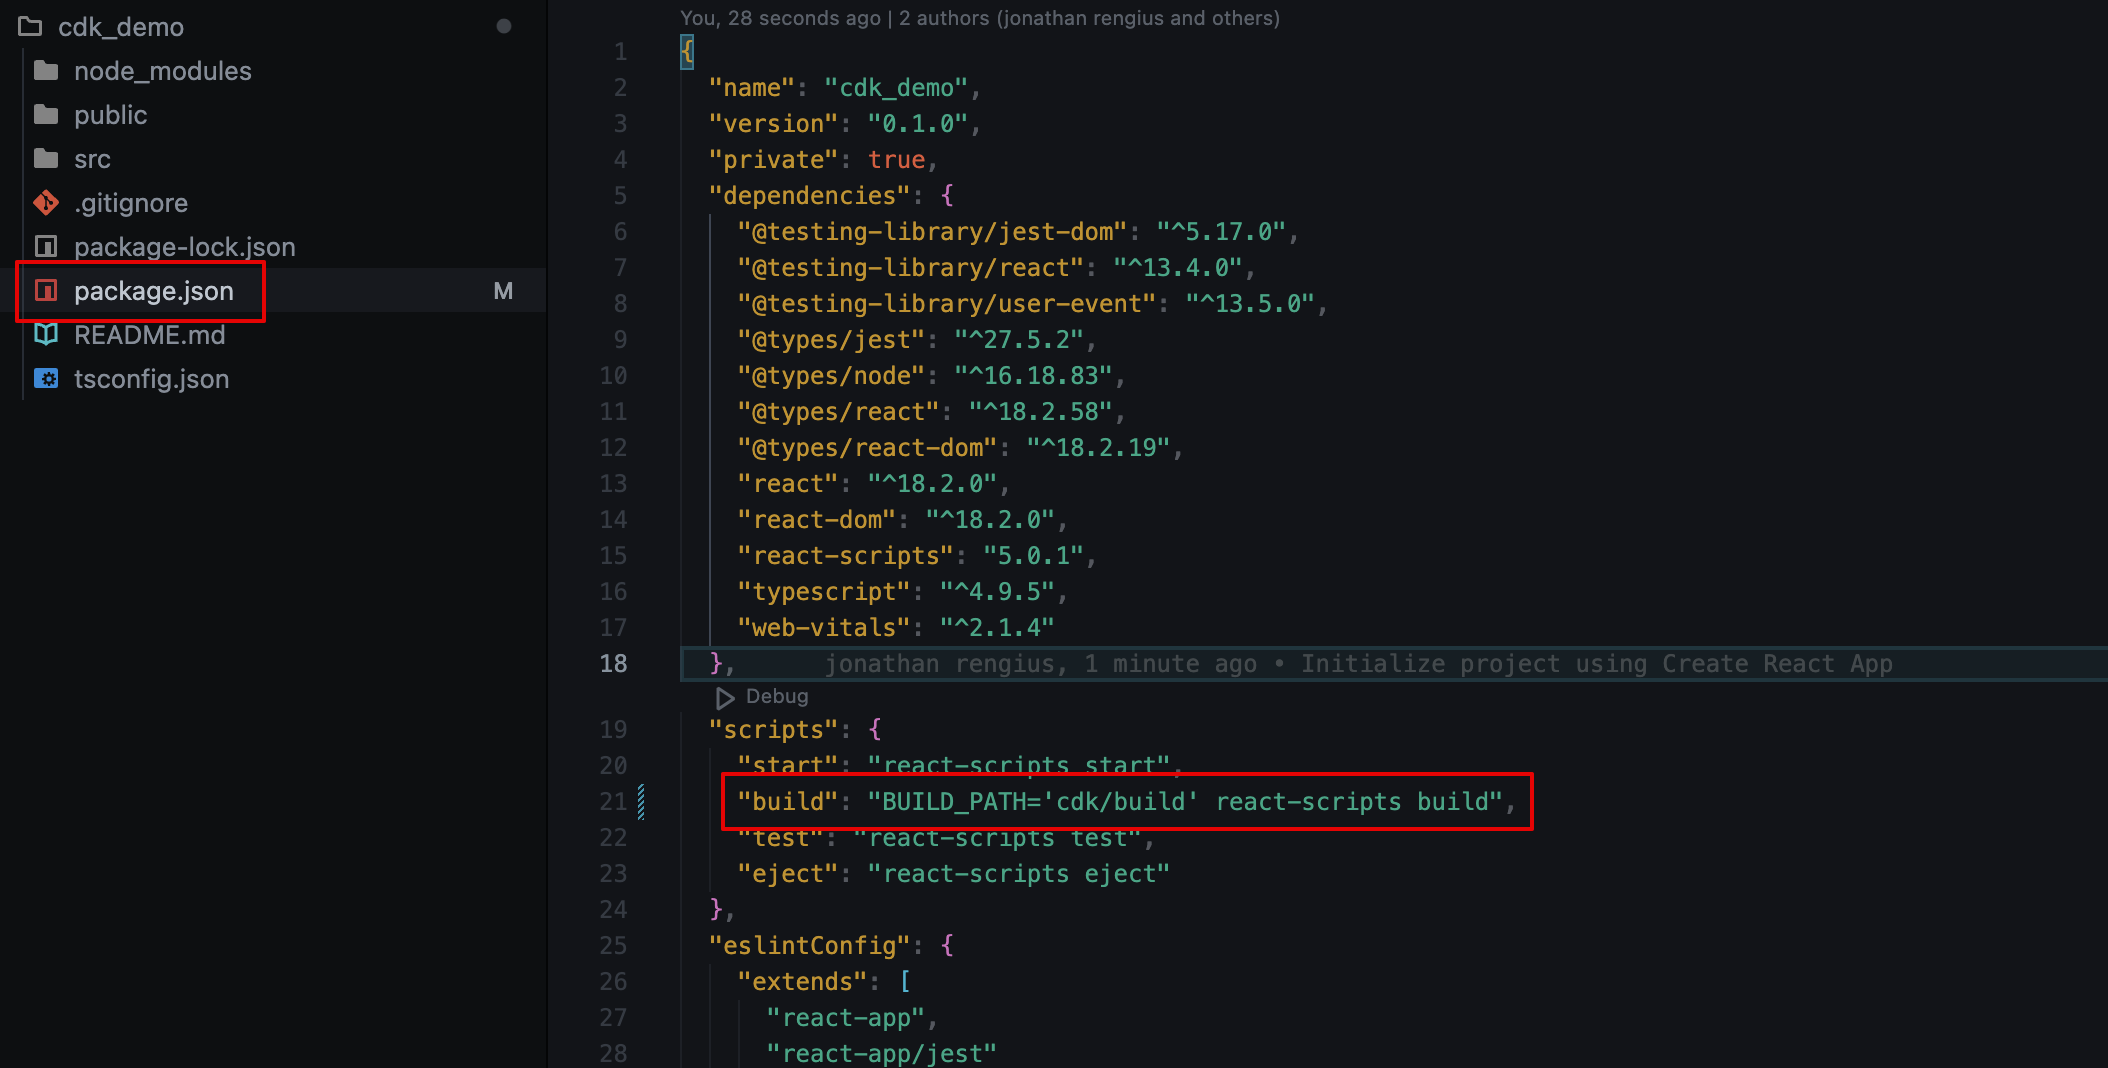 cdk_demo
node_modules
public
src
.gitignore
package-lock.json
package.json M
README.md
tsconfig.json
You, 28 seconds ago | 2 authors (jonathan rengius and others)
1 {
2 "name": "cdk_demo",
3 "version": "0.1.0",
4 "private": true,
5 "dependencies": {
6 "@testing-library/jest-dom": "^5.17.0",
7 "@testing-library/react": "^13.4.0",
8 "@testing-library/user-event": "^13.5.0",
9 "@types/jest": "^27.5.2",
10 "@types/node": "^16.18.83",
11 "@types/react": "^18.2.58",
12 "@types/react-dom": "^18.2.19",
13 "react": "^18.2.0",
14 "react-dom": "^18.2.0",
15 "react-scripts": "5.0.1",
16 "typescript": "^4.9.5",
17 "web-vitals": "^2.1.4"
18 }, jonathan rengius, 1 minute ago • Initialize project using Create React App
Debug
19 "scripts": {
20 "start": "react-scripts start",
21 "build": "BUILD_PATH='cdk/build' react-scripts build",
22 "test": "react-scripts test",
23 "eject": "react-scripts eject"
24 },
25 "eslintConfig": {
26 "extends": [
27 "react-app",
28 "react-app/jest"